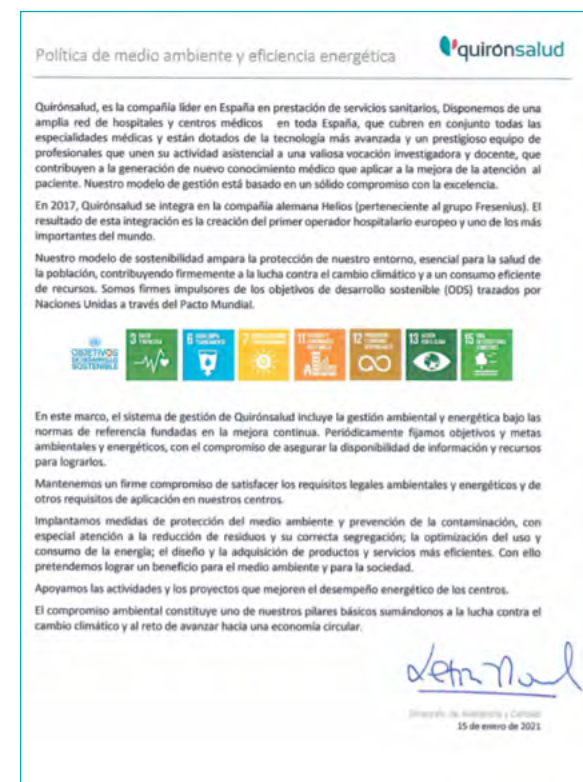 Política de medio ambiente y eficiencia energética
quirónsalud
Quirónsalud, es la compañía líder en España en prestación de servicios sanitarios, Disponemos de una
amplia red de hospitales y centros médicos en toda España, que cubren en conjunto todas las
especialidades médicas y están dotados de la tecnología más avanzada y un prestigioso equipo de
profesionales que unen su actividad asistencial a una valiosa vocación investigadora y docente, que
contribuyen a la generación de nuevo conocimiento médico que aplicar a la mejora de la atención al
paciente. Nuestro modelo de gestión está basado en un sólido compromiso con la excelencia.
En 2017, Quirónsalud se integra en la compañía alemana Helios (perteneciente al grupo Fresenius). El
resultado de esta integración es la creación del primer operador hospitalario europeo y uno de los más
importantes del mundo.
Nuestro modelo de sostenibilidad ampara la protección de nuestro entorno, esencial para la salud de
la población, contribuyendo firmemente a la lucha contra el cambio climático y a un consumo eficiente
de recursos. Somos firmes impulsores de los objetivos de desarrollo sostenible (ODS) trazados por
Naciones Unidas a través del Pacto Mundial.
OBJETIVOS
DE DESARROLLO
SOSTENIBLE
3
6
7
11
12
13
15
En este marco, el sistema de gestión de Quirónsalud incluye la gestión ambiental y energética bajo las
normas de referencia fundadas en la mejora continua. Periódicamente fijamos objetivos y metas
ambientales y energéticos, con el compromiso de asegurar la disponibilidad de información y recursos
para lograrlos.
Mantenemos un firme compromiso de satisfacer los requisitos legales ambientales y energéticos y de
otros requisitos de aplicación en nuestros centros.
Implantamos medidas de protección del medio ambiente y prevención de la contaminación, con
especial atención a la reducción de residuos y su correcta segregación; la optimización del uso y
consumo de la energía; el diseño y la adquisición de productos y servicios más eficientes. Con ello
pretendemos lograr un beneficio para el medio ambiente y para la sociedad.
Apoyamos las actividades y los proyectos que mejoren el desempeño energético de los centros.
El compromiso ambiental constituye uno de nuestros pilares básicos sumándonos a la lucha contra el
cambio climático y al reto de avanzar hacia una economía circular.
15 de enero de 2021